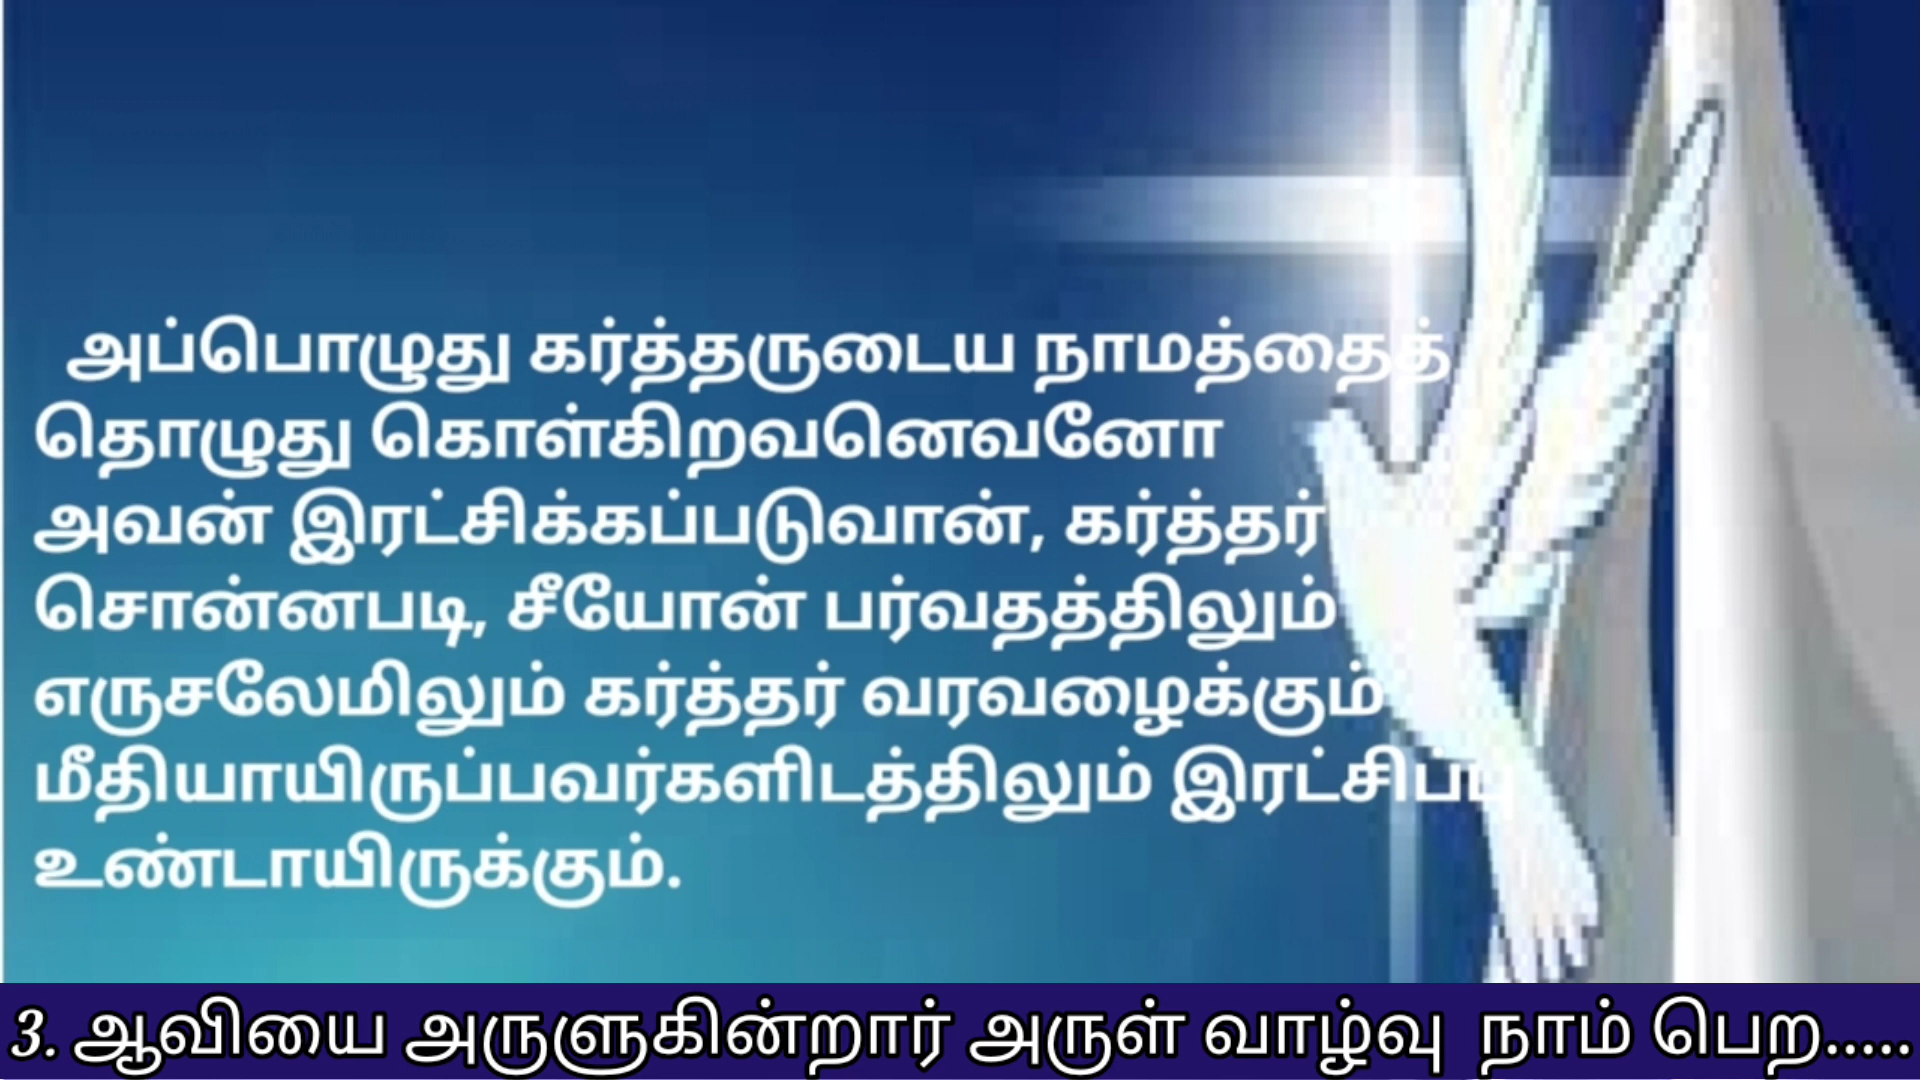 அப்பொழுது கர்த்தருடைய நாமத்தைத்
தொழுது கொள்கிறவனெவனோ
அவன் இரட்சிக்கப்படுவான், கர்த்தர்
சொன்னபடி, சீயோன் பர்வதத்திலும்
எருசலேமிலும் கர்த்தர் வரவழைக்கும்
மீதியாயிருப்பவர்களிடத்திலும் இரட்சிப்பு
உண்டாயிருக்கும்.
3. ஆவியை அருளுகின்றார் அருள் வாழ்வு நாம் பெற.....